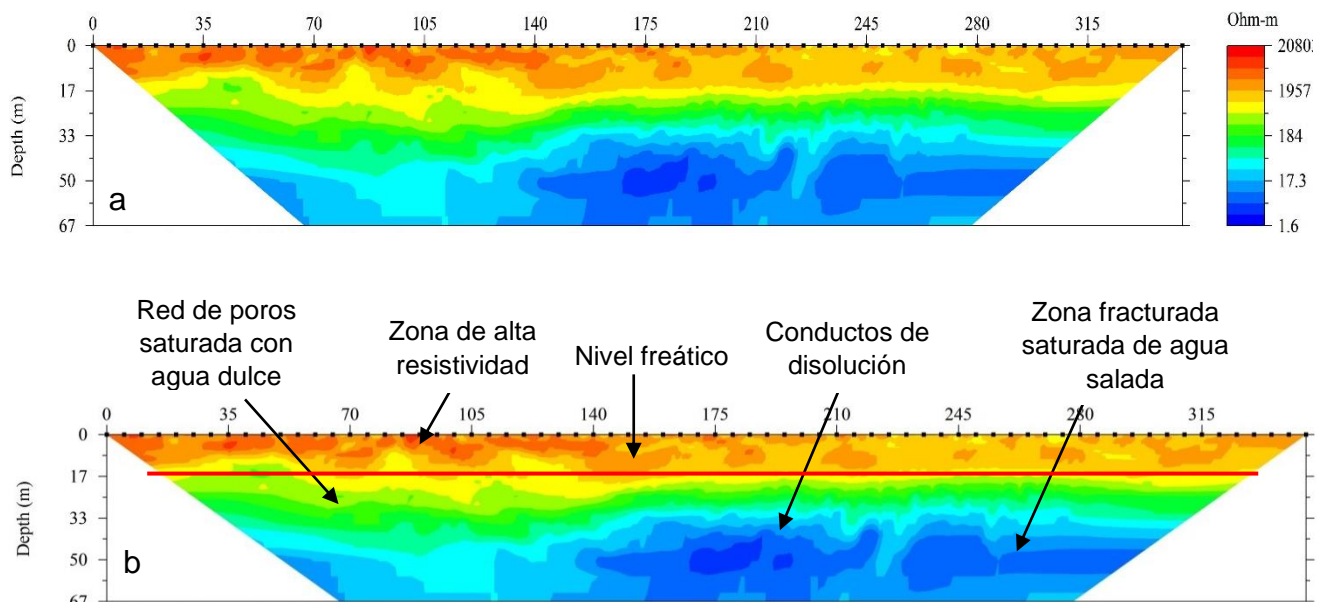 0 35 70 105 140 175 210 245 280 315
Ohm-m
Depth (m)
0
17
33
50
67
a
2080
1957
184
17.3
1.6
Red de poros
saturada con
agua dulce
Zona de alta
resistividad
Nivel freático
Conductos de
disolución
Zona fracturada
saturada de agua
salada
0 35 70 105 140 175 210 245 280 315
Depth (m)
0
17
33
50
67
b